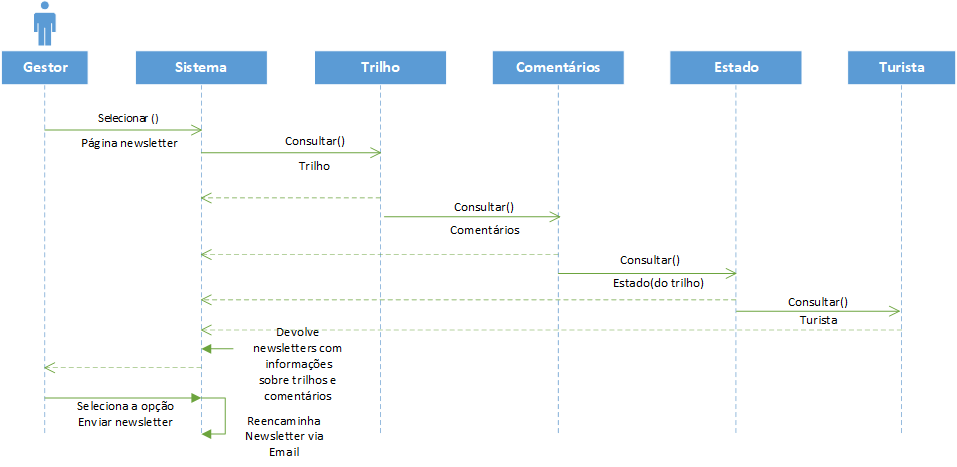 Gestor
Sistema
Trilho
Comentários
Estado
Turista
Selecionar ()
Página newsletter
Consultar()
Trilho
Consultar()
Comentários
Consultar()
Estado(do trilho)
Consultar()
Turista
Devolve
newsletters com
informações
sobre trilhos e
comentários
Seleciona a opção
Enviar newsletter
Reencaminha
Newsletter via
Email